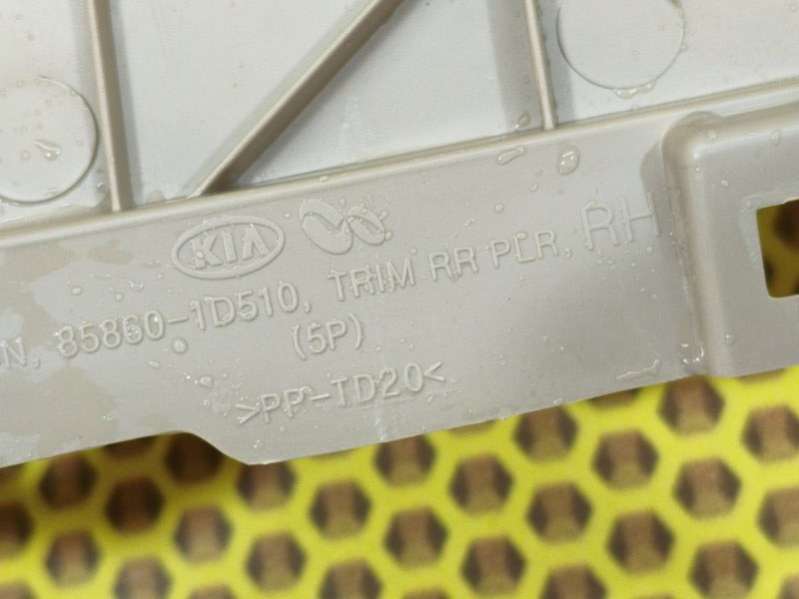 KIA
N, 85860-1D510, TRIM RR PLR, RH
(5P)
>PP-TD20<